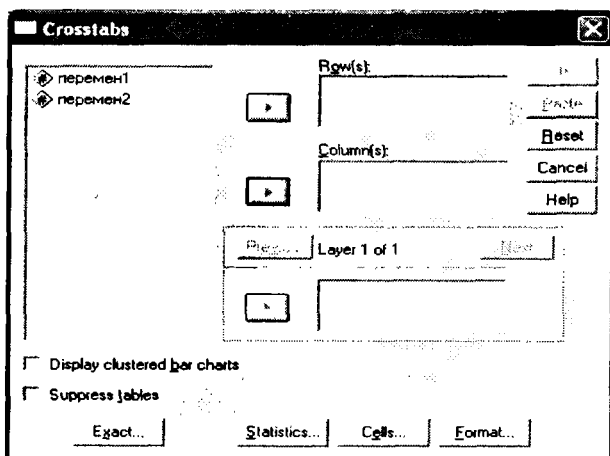 Crosstabs
перемен1
перемен2
Row(s):
Paste
Reset
Column(s):
Cancel
Help
Layer 1 of 1
Next
Display clustered bar charts
Suppress tables
Exact...
Statistics...
Cells...
Format...